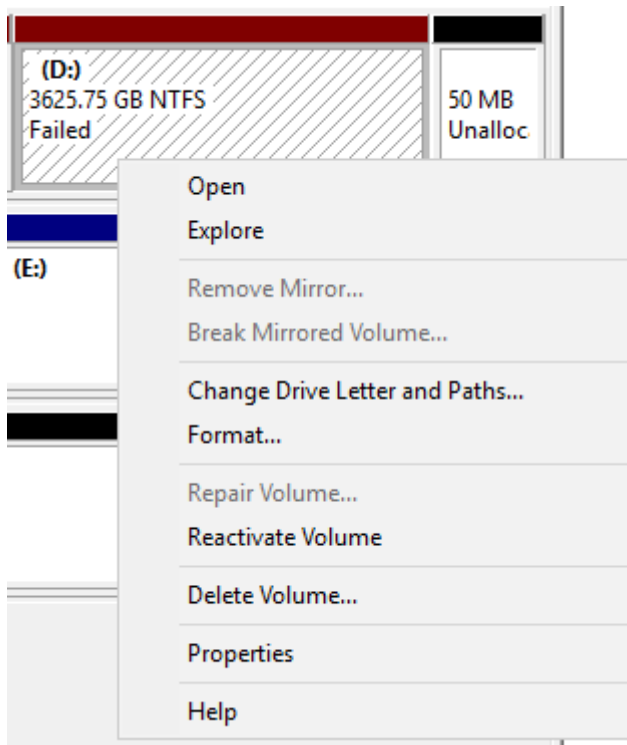 (D:)
3625.75 GB NTFS
Failed
50 MB
Unalloc
(E:)
Open
Explore
Remove Mirror...
Break Mirrored Volume...
Change Drive Letter and Paths...
Format...
Repair Volume...
Reactivate Volume
Delete Volume...
Properties
Help